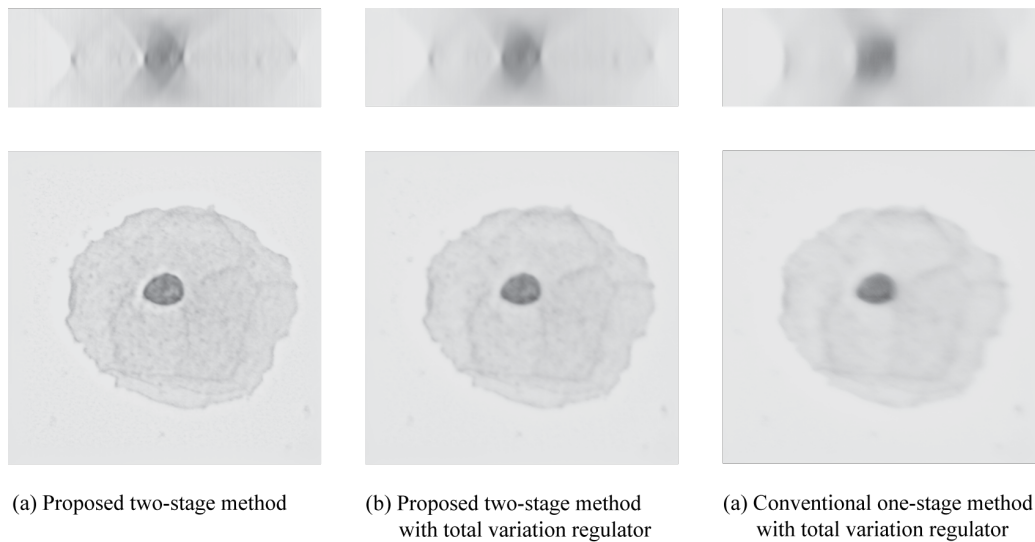 (a) Proposed two-stage method
(b) Proposed two-stage method
with total variation regulator
(a) Conventional one-stage method
with total variation regulator